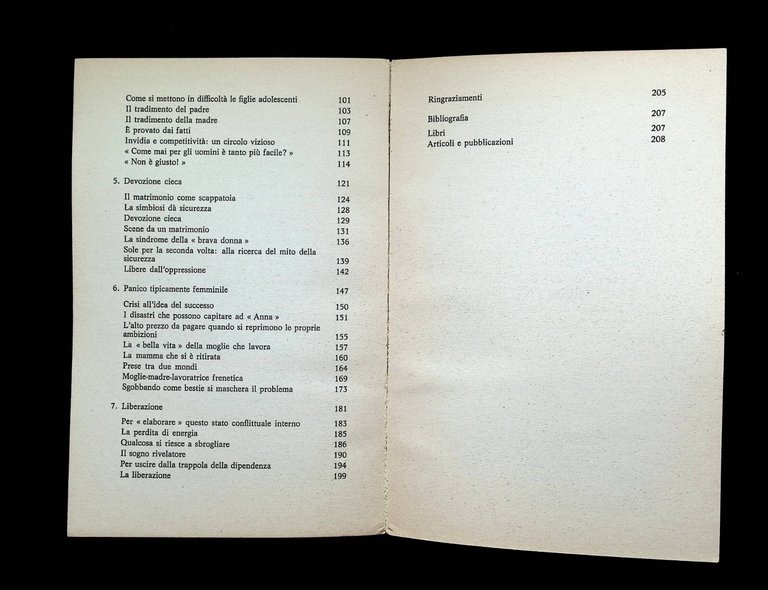 Come si mettono in difficoltà le figlie adolescenti 101
Il tradimento del padre 103
Il tradimento della madre 107
È provato dai fatti 109
Invidia e competitività: un circolo vizioso 111
« Come mai per gli uomini è tanto più facile? » 113
« Non è giusto! » 114
5. Devozione cieca 121
Il matrimonio come scappatoia 124
La simbiosi dà sicurezza 128
Devozione cieca 129
Scene da un matrimonio 131
La sindrome della « brava donna » 136
Sole per la seconda volta: alla ricerca del mito della
sicurezza 139
Libere dall'oppressione 142
6. Panico tipicamente femminile 147
Crisi all'idea del successo 150
I disastri che possono capitare ad « Anna » 151
L'alto prezzo da pagare quando si reprimono le proprie
ambizioni 155
La « bella vita » della moglie che lavora 157
La mamma che si è ritirata 160
Prese tra due mondi 164
Moglie-madre-lavoratrice frenetica 169
Sgobbando come bestie si maschera il problema 173
7. Liberazione 181
Per « elaborare » questo stato conflittuale interno 183
La perdita di energia 185
Qualcosa si riesce a sbrogliare 186
Il sogno rivelatore 190
Per uscire dalla trappola della dipendenza 194
La liberazione 199
Ringraziamenti 205
Bibliografia 207
Libri 207
Articoli e pubblicazioni 208